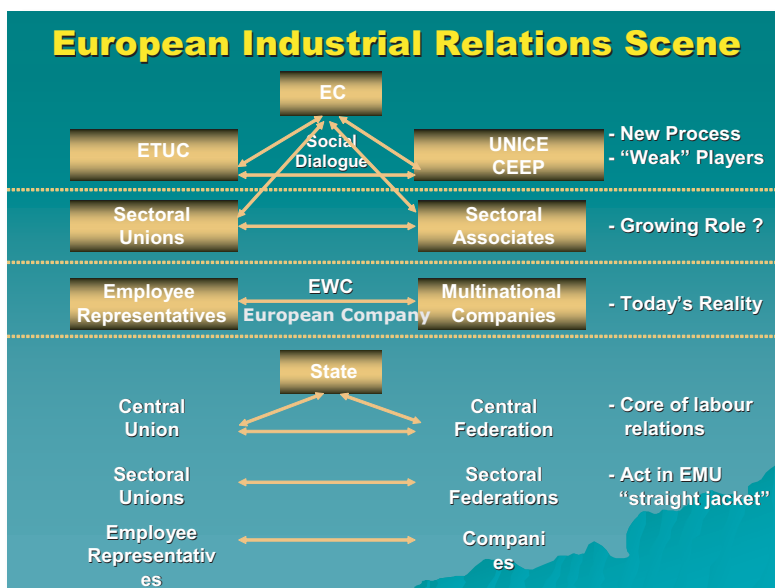 European Industrial Relations Scene
EC
ETUC
Social
Dialogue
UNICE
CEEP
- New Process
- “Weak” Players
Sectoral
Unions
Sectoral
Associates
- Growing Role ?
Employee
Representatives
EWC
European Company
Multinational
Companies
- Today’s Reality
State
Central
Union
Central
Federation
- Core of labour
relations
Sectoral
Unions
Sectoral
Federations
- Act in EMU
“straight jacket”
Employee
Representativ
es
Compani
es